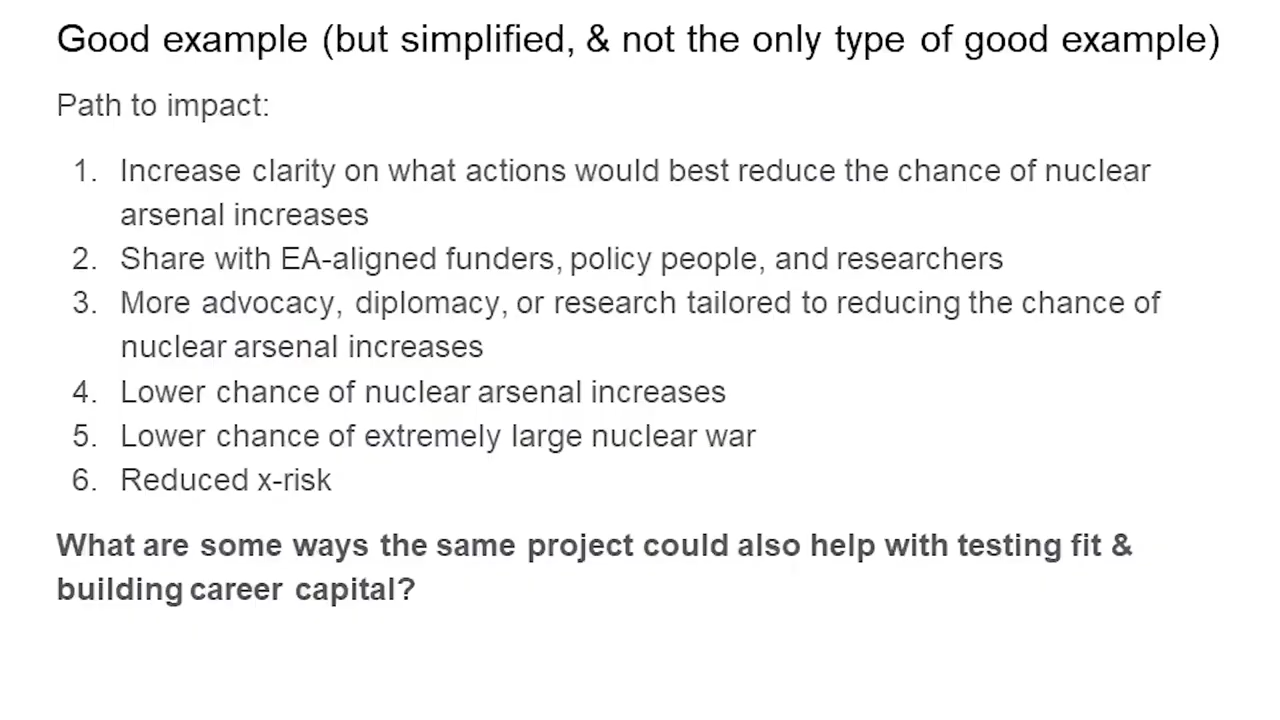 Good example (but simplified, & not the only type of good example)
Path to impact:
1. Increase clarity on what actions would best reduce the chance of nuclear
arsenal increases
2. Share with EA-aligned funders, policy people, and researchers
3. More advocacy, diplomacy, or research tailored to reducing the chance of
nuclear arsenal increases
4. Lower chance of nuclear arsenal increases
5. Lower chance of extremely large nuclear war
6. Reduced x-risk
What are some ways the same project could also help with testing fit &
building career capital?